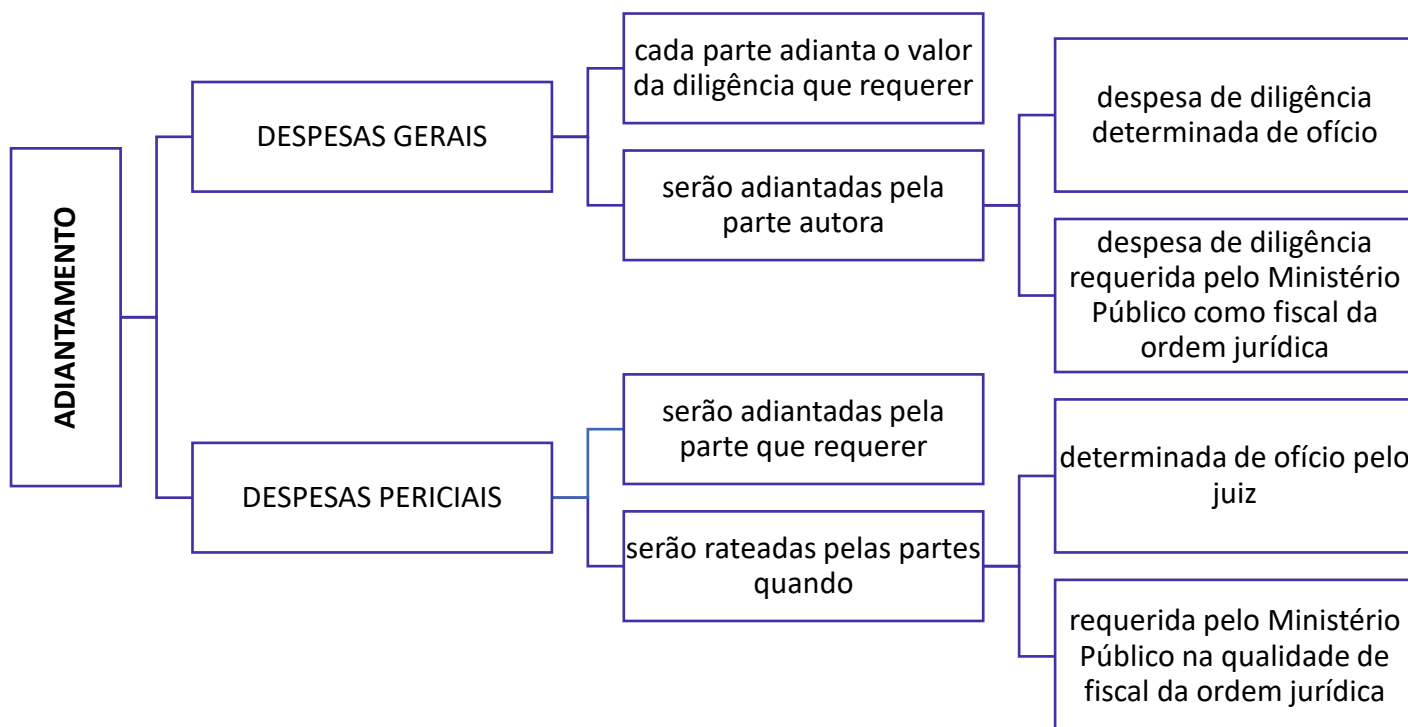 ADIANTAMENTO
DESPESAS GERAIS
cada parte adianta o valor
da diligência que requerer
serão adiantadas pela
parte autora
despesa de diligência
determinada de ofício
despesa de diligência
requerida pelo Ministério
Público como fiscal da
ordem jurídica
DESPESAS PERICIAIS
serão adiantadas pela
parte que requerer
serão rateadas pelas partes
quando
determinada de ofício pelo
juiz
requerida pelo Ministério
Público na qualidade de
fiscal da ordem jurídica